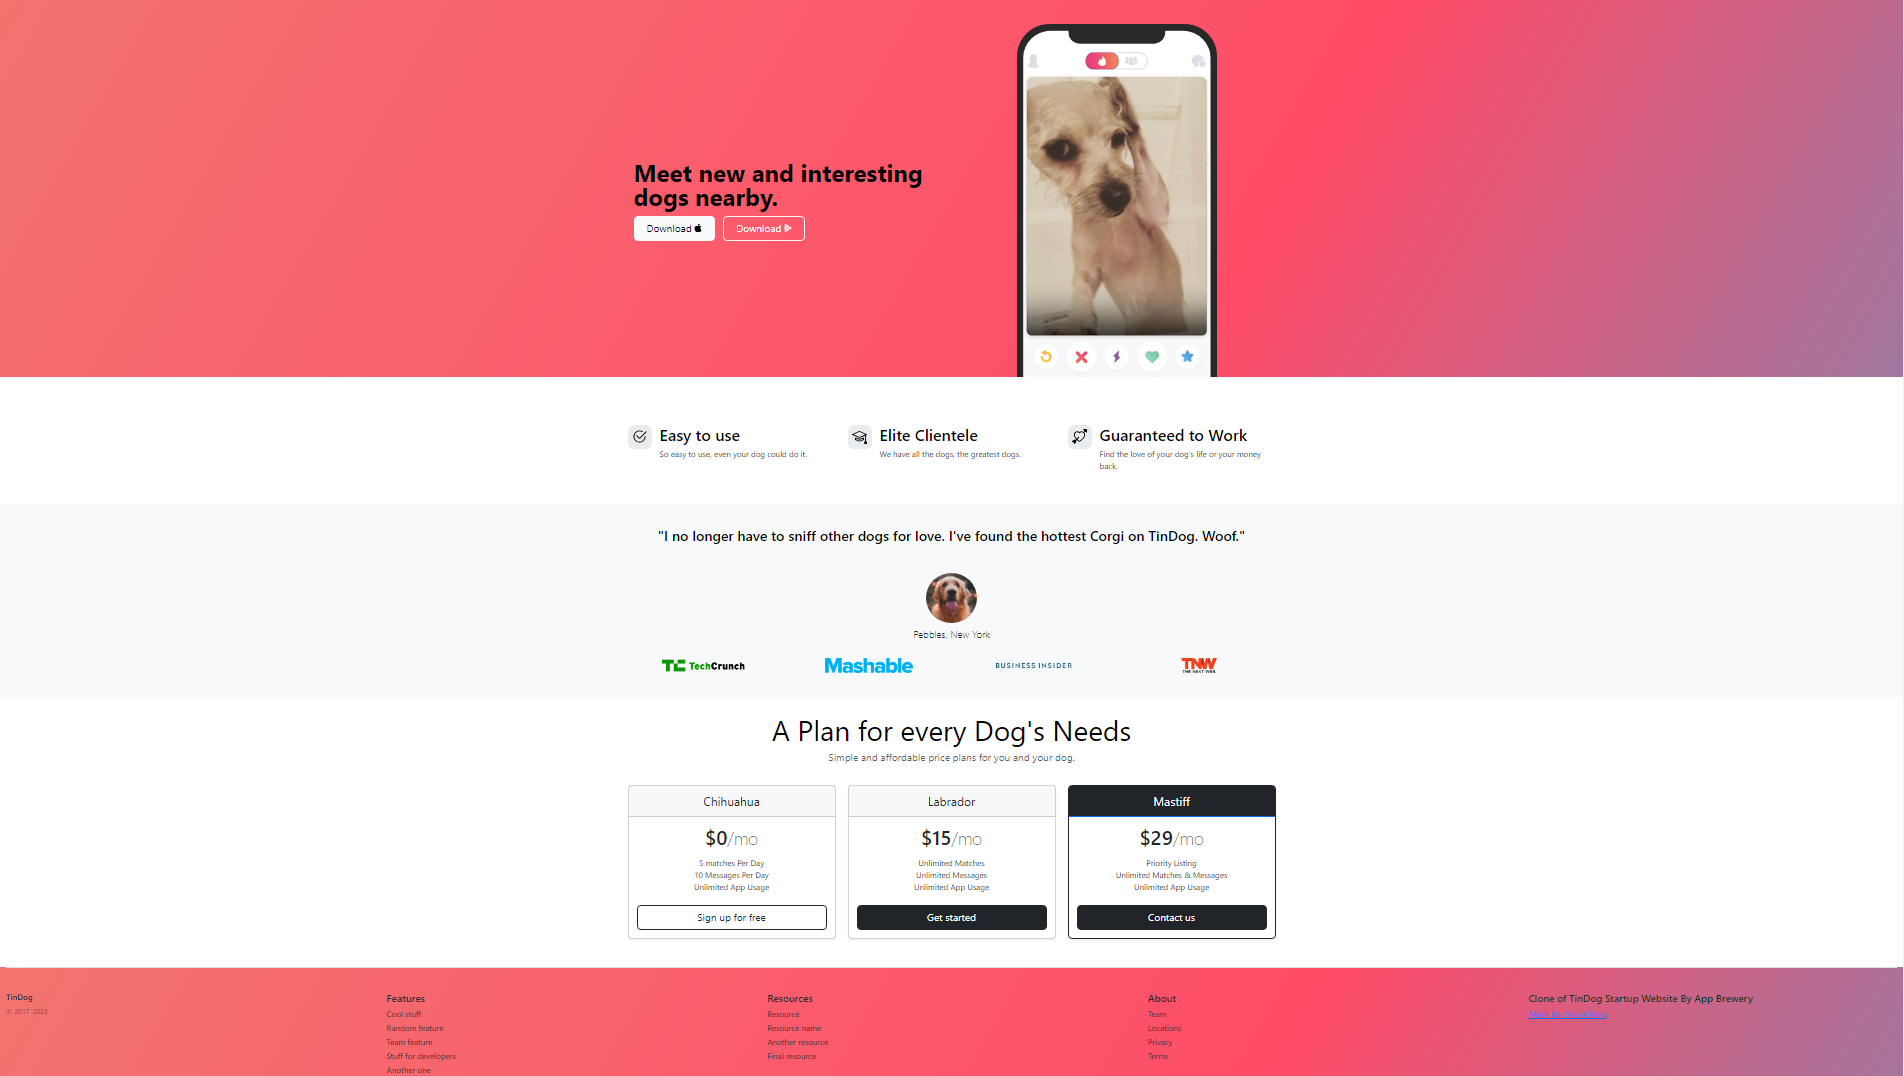 Meet new and interesting
dogs nearby.
Download
Download
Easy to use
So easy to use, even your dog could do it.
Elite Clientele
We have all the dogs, the greatest dogs.
Guaranteed to Work
Find the love of your dog's life or your money
back.
"I no longer have to sniff other dogs for love. I've found the hottest Corgi on TinDog. Woof."
Pebbles, New York
TC TechCrunch
Mashable
BUSINESS INSIDER
TNW
THE NEXT WEB
A Plan for every Dog's Needs
Simple and affordable price plans for you and your dog.
Chihuahua
$0/mo
5 matches Per Day
10 Messages Per Day
Unlimited App Usage
Sign up for free
Labrador
$15/mo
Unlimited Matches
Unlimited Messages
Unlimited App Usage
Get started
Mastiff
$29/mo
Priority Listing
Unlimited Matches & Messages
Unlimited App Usage
Contact us
TinDog
© 2017–2023
Features
Cool stuff
Random feature
Team feature
Stuff for developers
Another one
Resources
Resource
Resource name
Another resource
Final resource
About
Team
Locations
Privacy
Terms
Clone of TinDog Startup Website By App Brewery